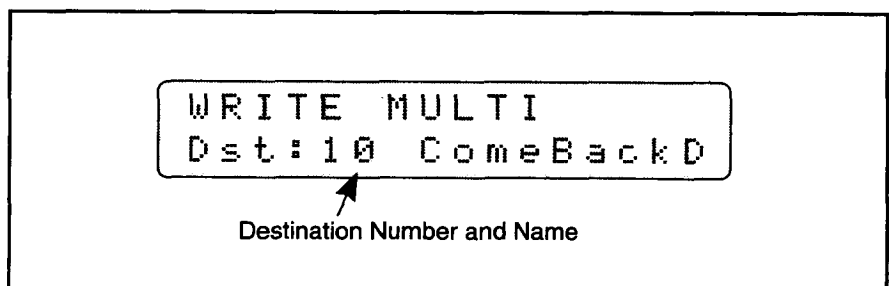 WRITE MULTI
Dst:10 ComeBackD
Destination Number and Name